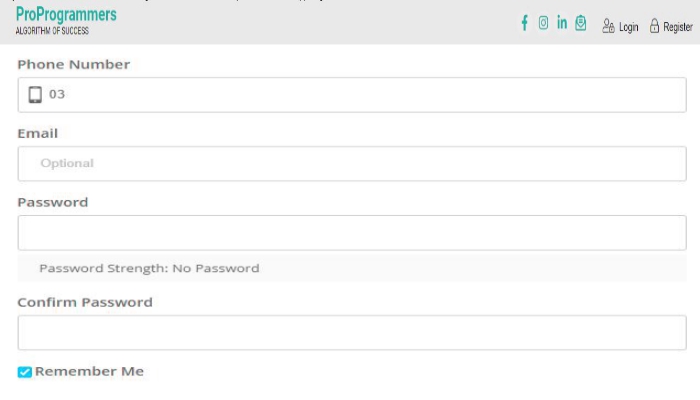 ProProgrammers
ALGORITHM OF SUCCESS
Login Register
Phone Number
03
Email
Optional
Password
Password Strength: No Password
Confirm Password
Remember Me